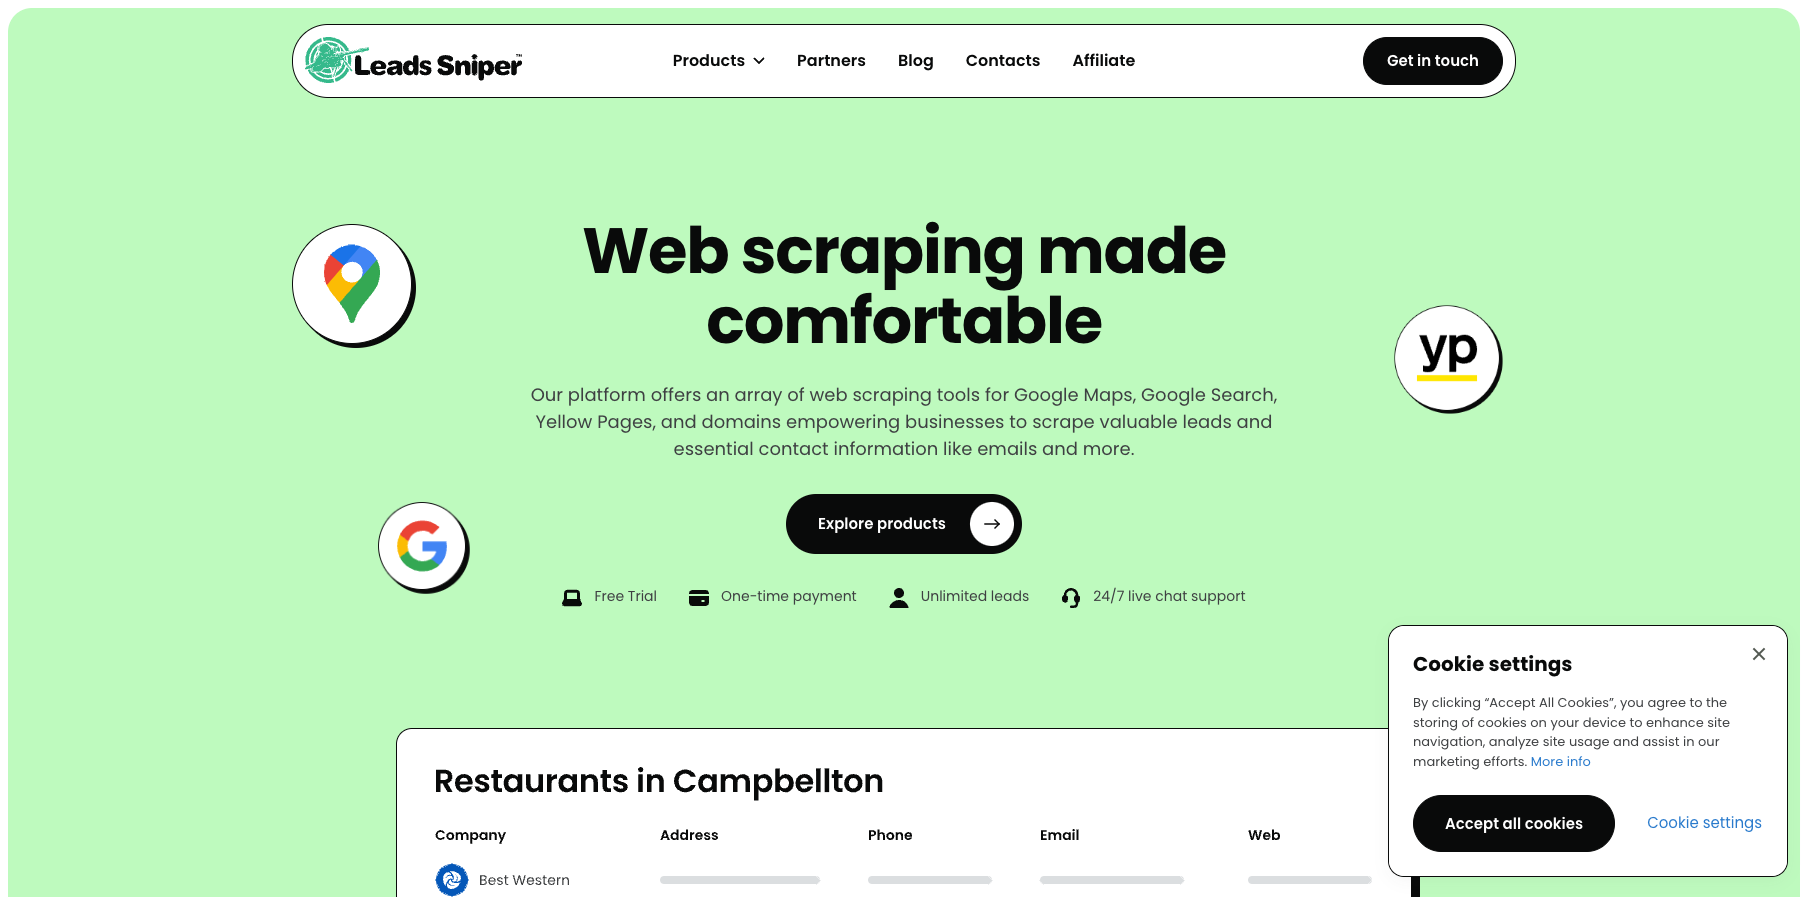 Leads Sniper™
Products
Partners
Blog
Contacts
Affiliate
Get in touch
Web scraping made
comfortable
yp
Our platform offers an array of web scraping tools for Google Maps, Google Search,
Yellow Pages, and domains empowering businesses to scrape valuable leads and
essential contact information like emails and more.
Explore products
G
Free Trial
One-time payment
Unlimited leads
24/7 live chat support
Cookie settings
By clicking “Accept All Cookies”, you agree to the
storing of cookies on your device to enhance site
navigation, analyze site usage and assist in our
marketing efforts. More info
Accept all cookies
Cookie settings
Restaurants in Campbellton
Company
Address
Phone
Email
Web
Best Western